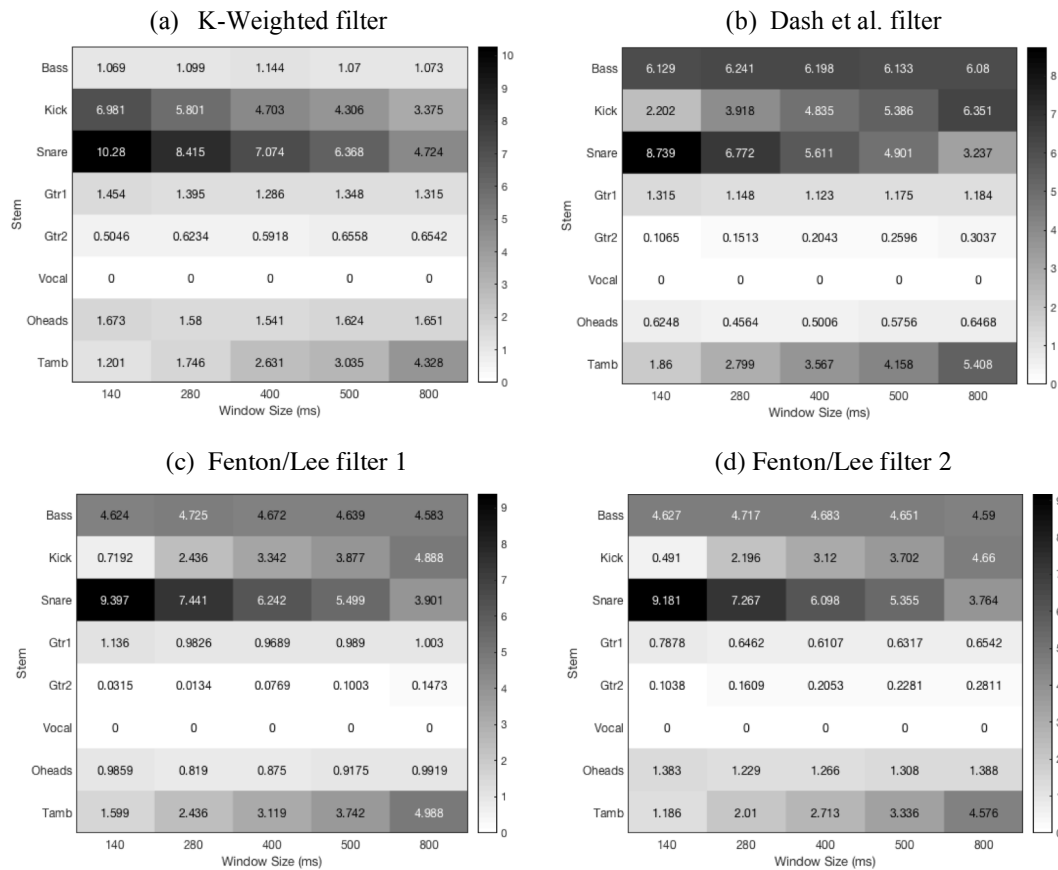 (a) K-Weighted filter
Bass 1.069 1.099 1.144 1.07 1.073
Kick 6.981 5.801 4.703 4.306 3.375
Snare 10.28 8.415 7.074 6.368 4.724
Gtr1 1.454 1.395 1.286 1.348 1.315
Gtr2 0.5046 0.6234 0.5918 0.6558 0.6542
Vocal 0 0 0 0 0
Oheads 1.673 1.58 1.541 1.624 1.651
Tamb 1.201 1.746 2.631 3.035 4.328
140 280 400 500 800
Window Size (ms)
Stem
10
9
8
7
6
5
4
3
2
1
0
(b) Dash et al. filter
Bass 6.129 6.241 6.198 6.133 6.08
Kick 2.202 3.918 4.835 5.386 6.351
Snare 8.739 6.772 5.611 4.901 3.237
Gtr1 1.315 1.148 1.123 1.175 1.184
Gtr2 0.1065 0.1513 0.2043 0.2596 0.3037
Vocal 0 0 0 0 0
Oheads 0.6248 0.4564 0.5006 0.5756 0.6468
Tamb 1.86 2.799 3.567 4.158 5.408
140 280 400 500 800
Window Size (ms)
Stem
8
7
6
5
4
3
2
1
0
(c) Fenton/Lee filter 1
Bass 4.624 4.725 4.672 4.639 4.583
Kick 0.7192 2.436 3.342 3.877 4.888
Snare 9.397 7.441 6.242 5.499 3.901
Gtr1 1.136 0.9826 0.9689 0.989 1.003
Gtr2 0.0315 0.0134 0.0769 0.1003 0.1473
Vocal 0 0 0 0 0
Oheads 0.9859 0.819 0.875 0.9175 0.9919
Tamb 1.599 2.436 3.119 3.742 4.988
140 280 400 500 800
Window Size (ms)
Stem
9
8
7
6
5
4
3
2
1
0
(d) Fenton/Lee filter 2
Bass 4.627 4.717 4.683 4.651 4.59
Kick 0.491 2.196 3.12 3.702 4.66
Snare 9.181 7.267 6.098 5.355 3.764
Gtr1 0.7878 0.6462 0.6107 0.6317 0.6542
Gtr2 0.1038 0.1609 0.2053 0.2281 0.2811
Vocal 0 0 0 0 0
Oheads 1.383 1.229 1.266 1.308 1.388
Tamb 1.186 2.01 2.713 3.336 4.576
140 280 400 500 800
Window Size (ms)
Stem
9
8
7
6
5
4
3
2
1
0